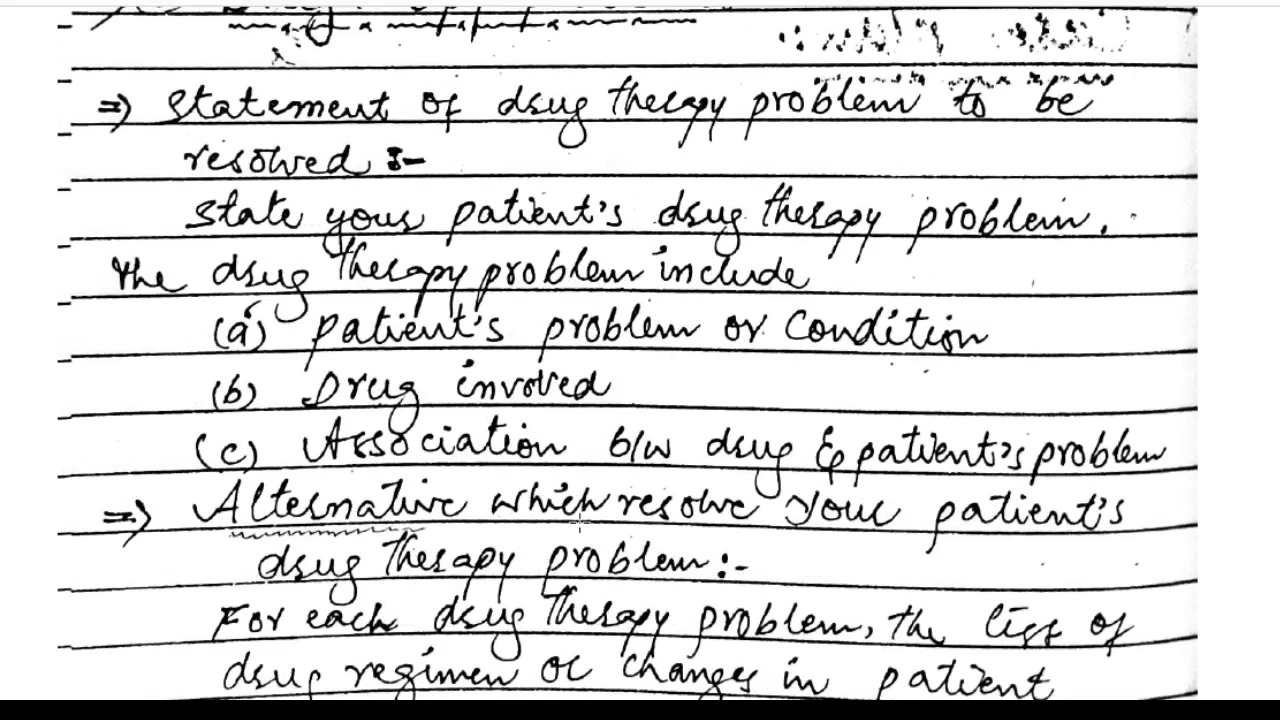 => Statement of drug therapy problem to be
resolved :-
State your patient's drug therapy problem.
The drug therapy problem include
(a) patient's problem or condition
(b) Drug involved
(c) Association b/w drug & patient's problem
=> Alternative which resolve your patient's
drug therapy problem :-
For each drug therapy problem, the list of
drug regimen or changes in patient